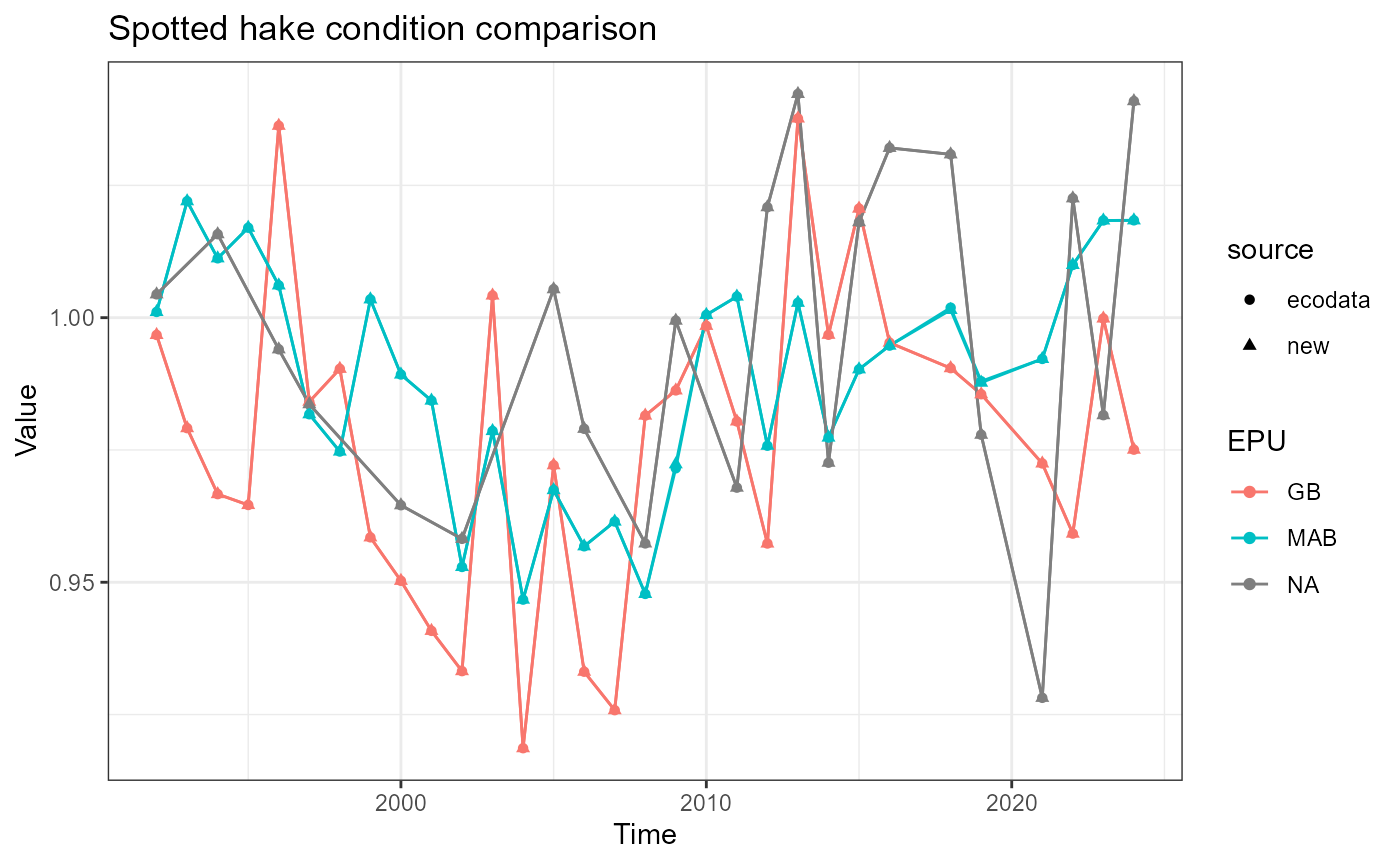 Spotted hake condition comparison
Value
1.00
0.95
2000
2010
2020
Time
source
ecodata
new
EPU
GB
MAB
NA